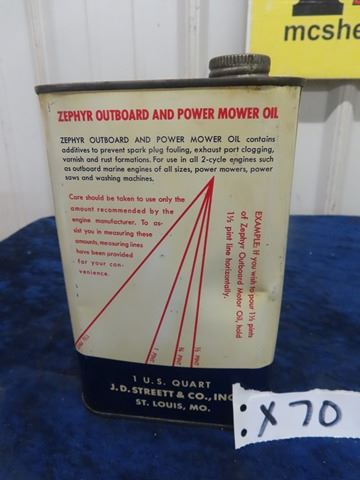 mcshe
ZEPHYR OUTBOARD AND POWER MOWER OIL
ZEPHYR OUTBOARD AND POWER MOWER OIL contains
additives to prevent spark plug fouling, exhaust port clogging,
varnish and rust formations. For use in all 2-cycle engines such
as outboard marine engines of all sizes, power mowers, power
saws and washing machines.
Care should be taken to use only the
amount recommended by the
engine manufacturer. To as-
sist you in measuring these
amounts, measuring lines
have been provided
for your con-
venience.
EXAMPLE: If you wish to pour 1½ pints
of Zephyr Outboard Motor Oil, hold
1½ pint line horizontally.
1 PINT
1 U.S. QUART
J.D. STREETT & CO., INC
ST. LOUIS, MO.
X 70